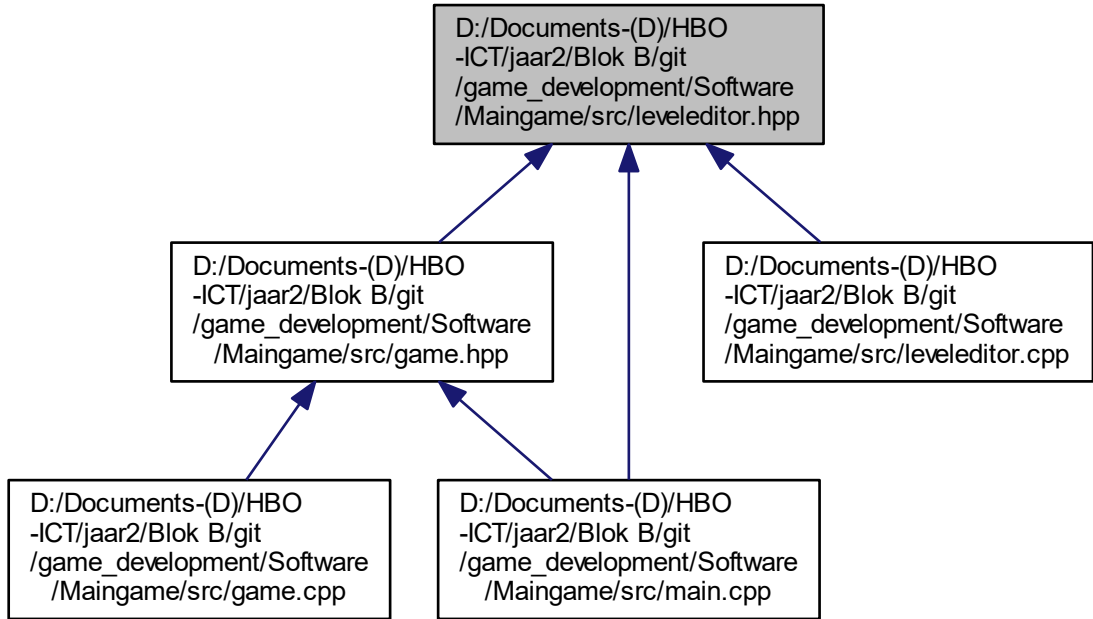 D:/Documents-(D)/HBO
-ICT/jaar2/Blok B/git
/game_development/Software
/Maingame/src/leveleditor.hpp
D:/Documents-(D)/HBO
-ICT/jaar2/Blok B/git
/game_development/Software
/Maingame/src/game.hpp
D:/Documents-(D)/HBO
-ICT/jaar2/Blok B/git
/game_development/Software
/Maingame/src/leveleditor.cpp
D:/Documents-(D)/HBO
-ICT/jaar2/Blok B/git
/game_development/Software
/Maingame/src/game.cpp
D:/Documents-(D)/HBO
-ICT/jaar2/Blok B/git
/game_development/Software
/Maingame/src/main.cpp